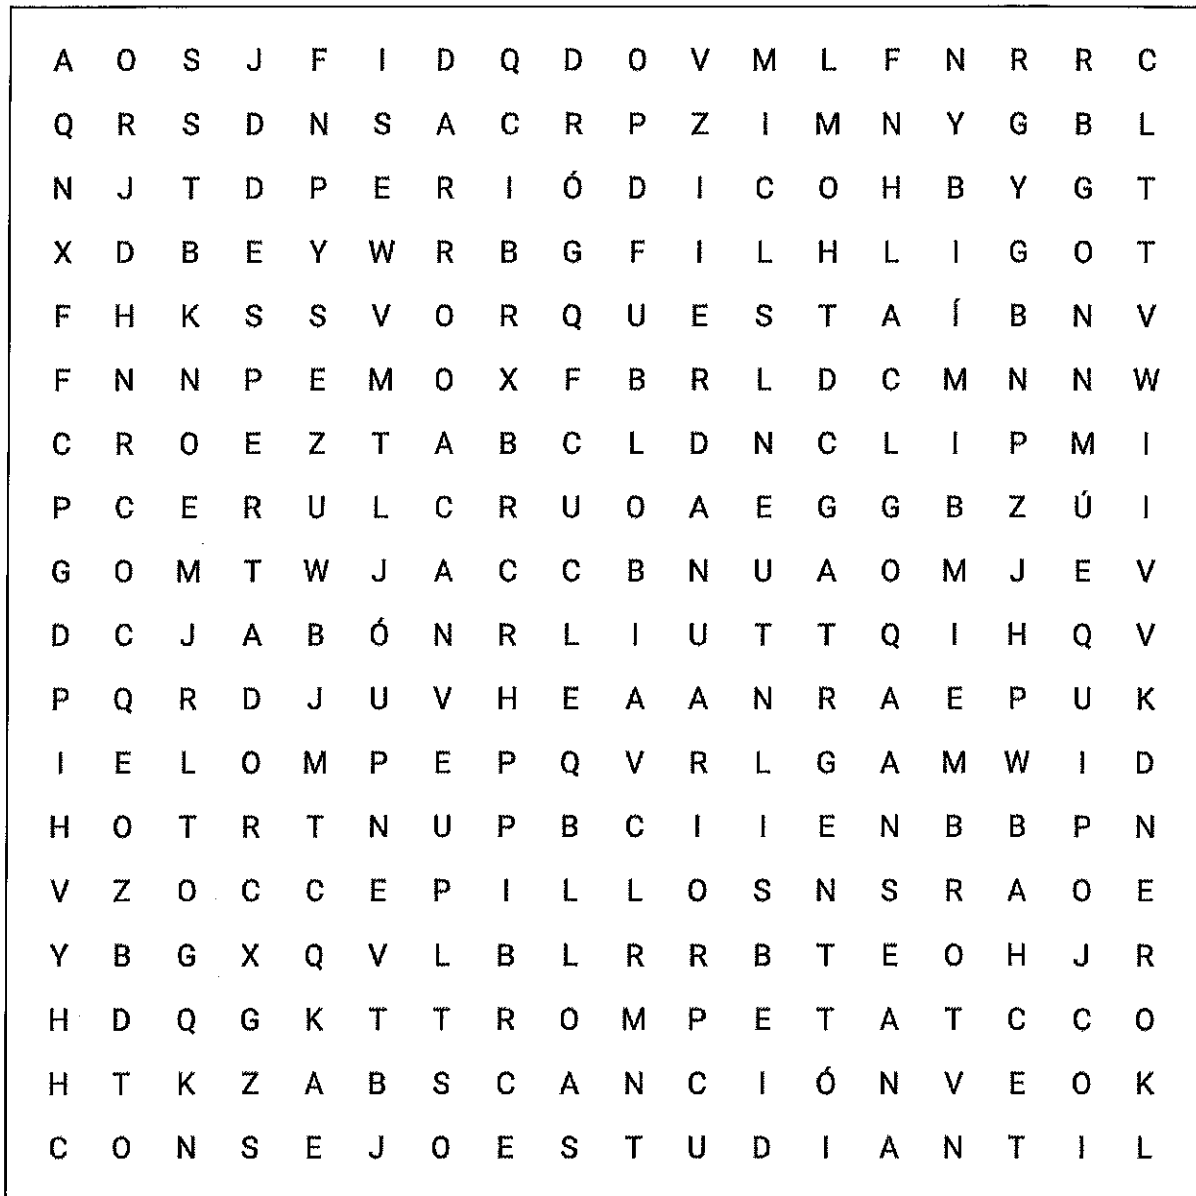 A O S J F I D Q D O V M L F N R R C
Q R S D N S A C R P Z I M N Y G B L
N J T D P E R I Ó D I C O H B Y G T
X D B E Y W R B G F I L H L I G O T
F H K S S V O R Q U E S T A Í B N V
F N N P E M O X F B R L D C M N N W
C R O E Z T A B C L D N C L I P M I
P C E R U L C R U O A E G G B Z Ú I
G O M T W J A C C B N U A O M J E V
D C J A B Ó N R L I U T T Q I H Q V
P Q R D J U V H E A A N R A E P U K
I E L O M P E P Q V R L G A M W I D
H O T R T N U P B C I I E N B B P N
V Z O C C E P I L L O S N S R A O E
Y B G X Q V L B L R R B T E O H J R
H D Q G K T T R O M P E T A T C C O
H T K Z A B S C A N C I Ó N V E O K
C O N S E J O E S T U D I A N T I L